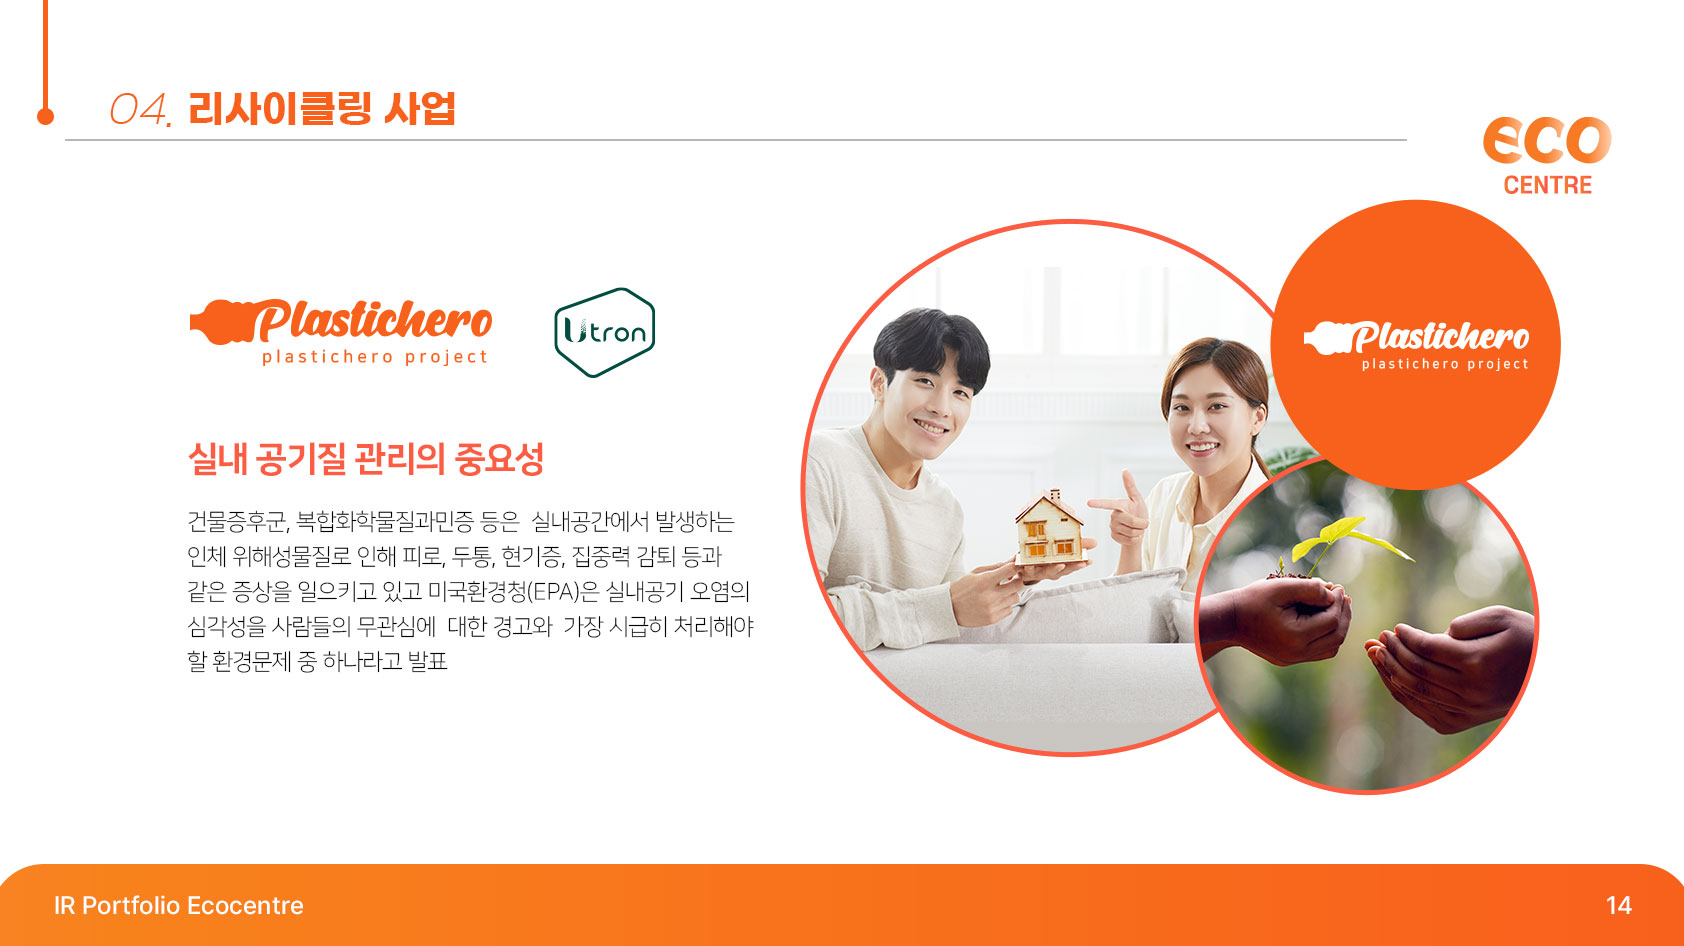 04. 리사이클링 사업
eco
CENTRE
Plastichero
plastichero project
Utron
Plastichero
plastichero project
실내 공기질 관리의 중요성
건물증후군, 복합화학물질과민증 등은 실내공간에서 발생하는
인체 위해성물질로 인해 피로, 두통, 현기증, 집중력 감퇴 등과
같은 증상을 일으키고 있고 미국환경청(EPA)은 실내공기 오염의
심각성을 사람들의 무관심에 대한 경고와 가장 시급히 처리해야
할 환경문제 중 하나라고 발표
IR Portfolio Ecocentre
14